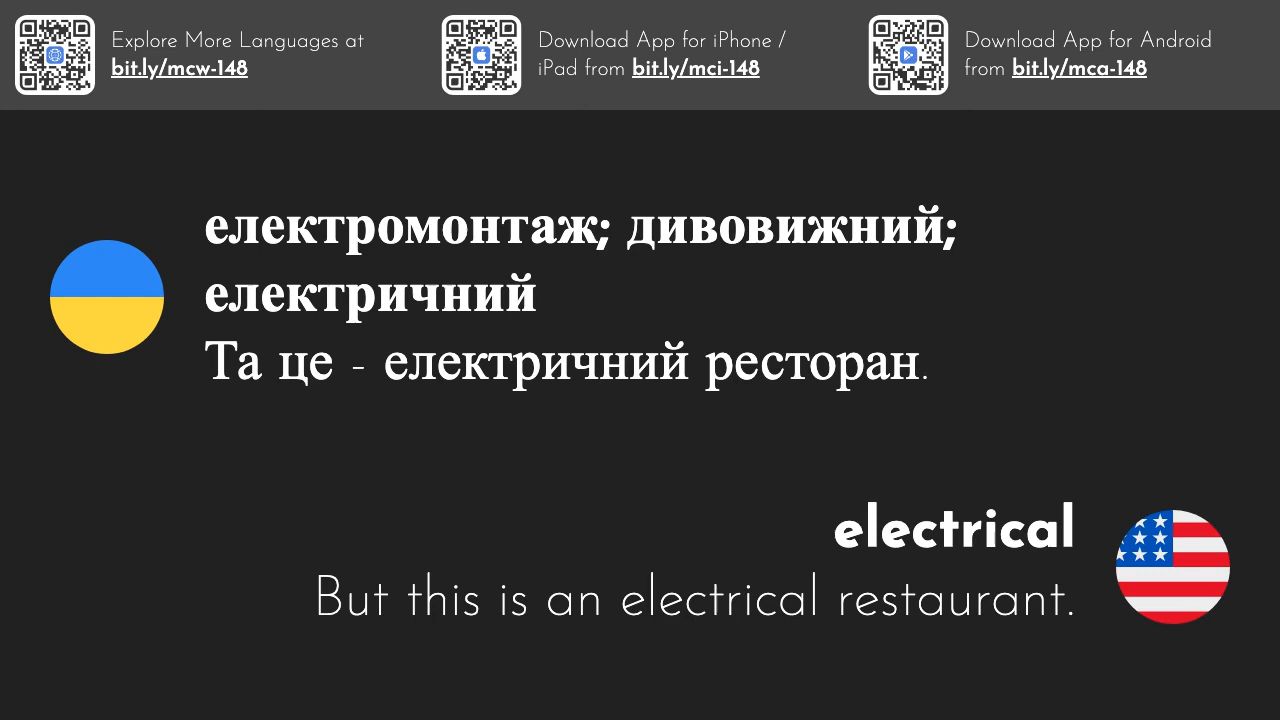 Explore More Languages at
bit.ly/mcw-148
Download App for iPhone /
iPad from bit.ly/mci-148
Download App for Android
from bit.ly/mca-148
електромонтаж; дивовижний;
електричний
Та це - електричний ресторан.
electrical
But this is an electrical restaurant.